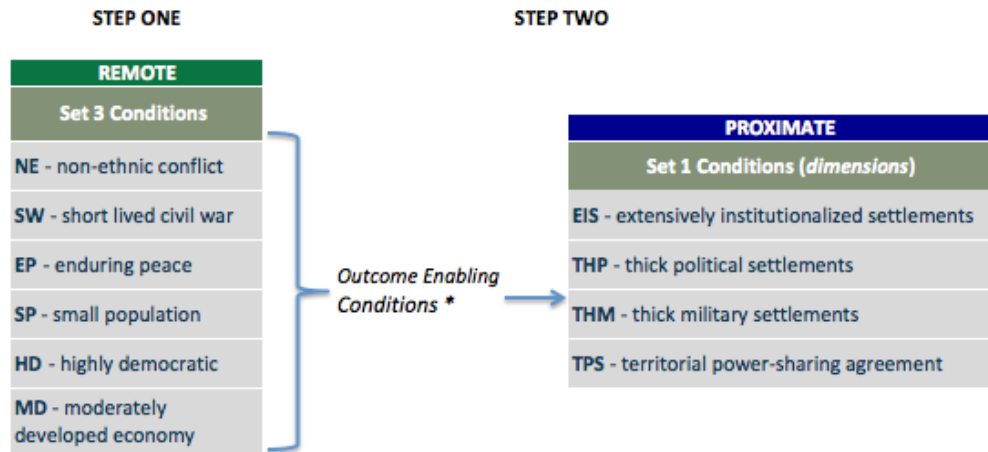 STEP ONE
STEP TWO
REMOTE
Set 3 Conditions
NE - non-ethnic conflict
SW - short lived civil war
EP - enduring peace
SP - small population
HD - highly democratic
MD - moderately
developed economy
Outcome Enabling
Conditions *
PROXIMATE
Set 1 Conditions (dimensions)
EIS - extensively institutionalized settlements
THP - thick political settlements
THM - thick military settlements
TPS - territorial power-sharing agreement